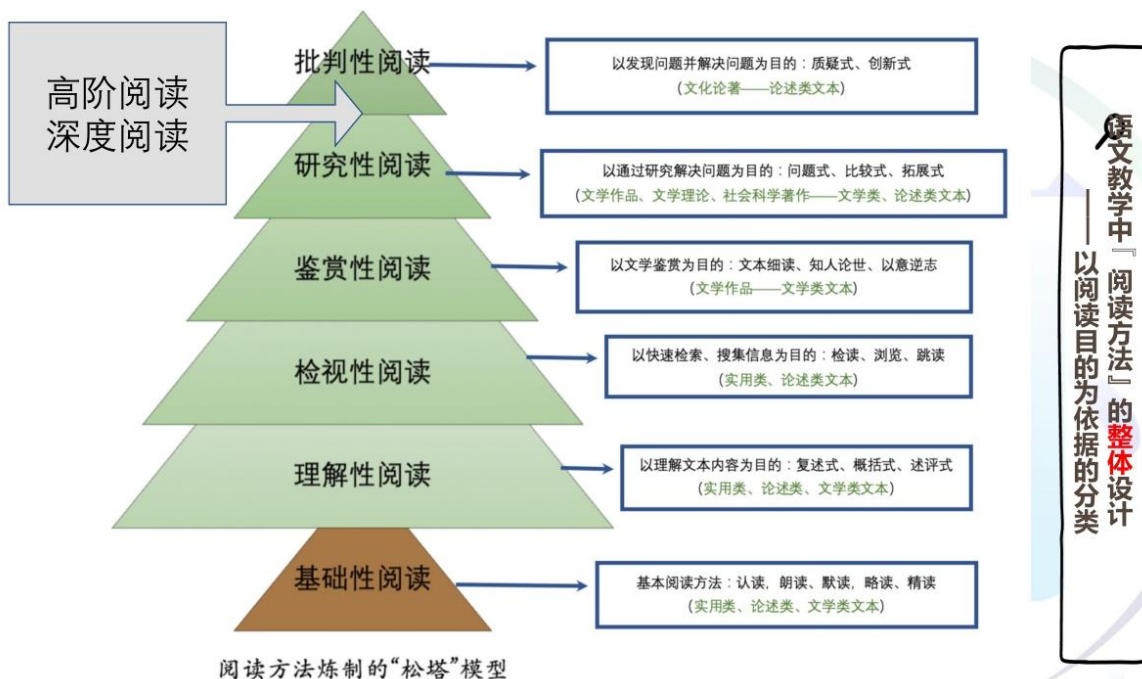 高阶阅读
深度阅读
批判性阅读
以发现问题并解决问题为目的：质疑式、创新式
(文化论著——论述类文本)
研究性阅读
以通过研究解决问题为目的：问题式、比较式、拓展式
(文学作品、文学理论、社会科学著作——文学类、论述类文本)
鉴赏性阅读
以文学鉴赏为目的：文本细读、知人论世、以意逆志
(文学作品——文学类文本)
检视性阅读
以快速检索、搜集信息为目的：检读、浏览、跳读
(实用类、论述类文本)
理解性阅读
以理解文本内容为目的：复述式、概括式、述评式
(实用类、论述类、文学类文本)
基础性阅读
基本阅读方法：认读, 朗读、默读, 略读、精读
(实用类、论述类、文学类文本)
阅读方法炼制的“松塔”模型
语文教学中『阅读方法』的整体设计
——以阅读目的为依据的分类